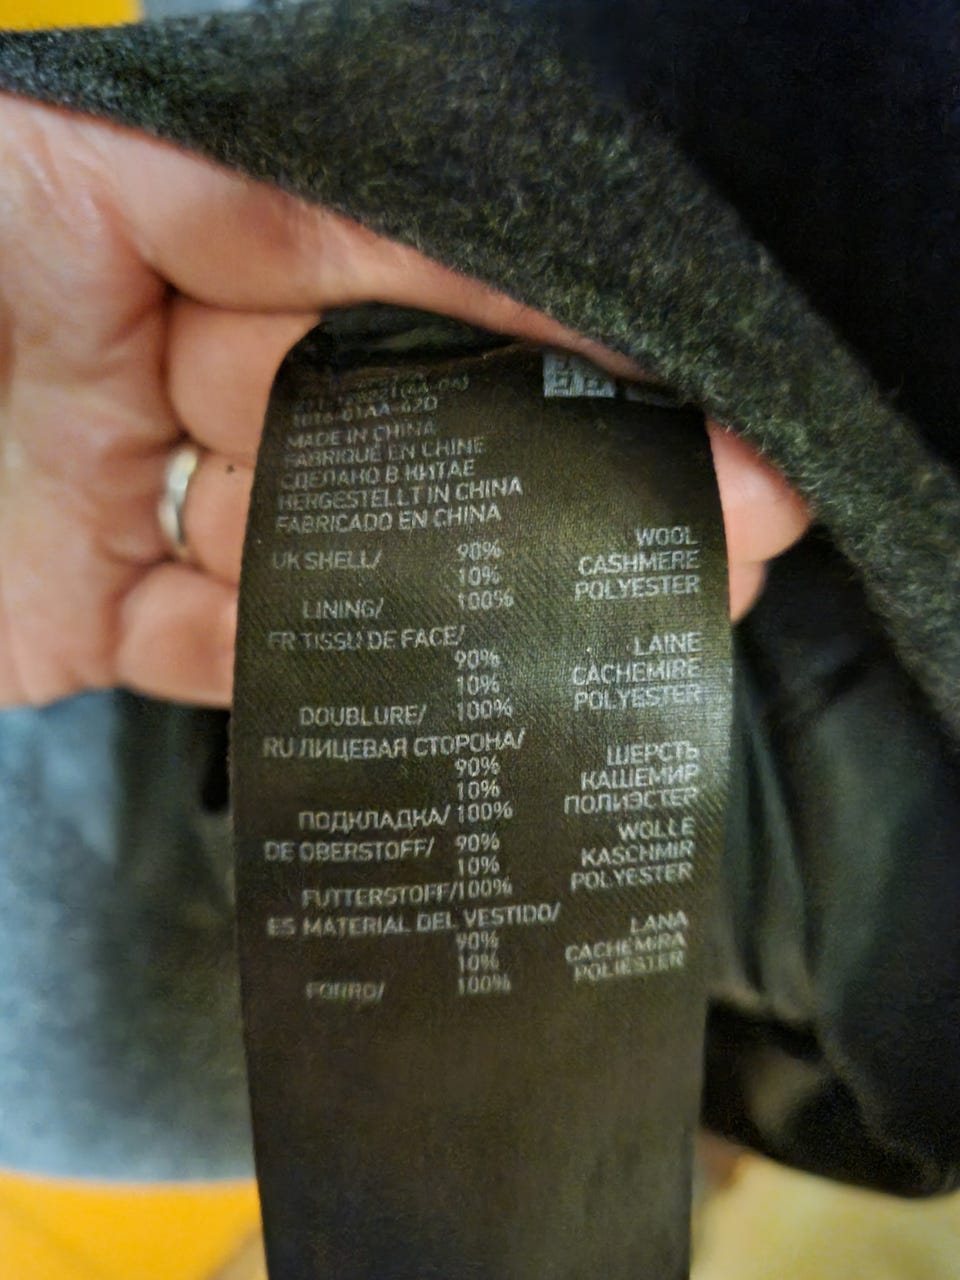 MADE IN CHINA
FABRIQUÉ EN CHINE
СДЕЛАНО В КИТАЕ
HERGESTELLT IN CHINA
FABRICADO EN CHINA
UK SHELL/ 90% WOOL
10% CASHMERE
LINING/ 100% POLYESTER
FR TISSU DE FACE/
90% LAINE
10% CACHEMIRE
DOUBLURE/ 100% POLYESTER
RU ЛИЦЕВАЯ СТОРОНА/
90% ШЕРСТЬ
10% КАШЕМИР
ПОДКЛАДКА/ 100% ПОЛИЭСТЕР
DE OBERSTOFF/ 90% WOLLE
10% KASCHMIR
FUTTERSTOFF/100% POLYESTER
ES MATERIAL DEL VESTIDO/
90% LANA
10% CACHEMIRA
FORRO/ 100% POLIESTER